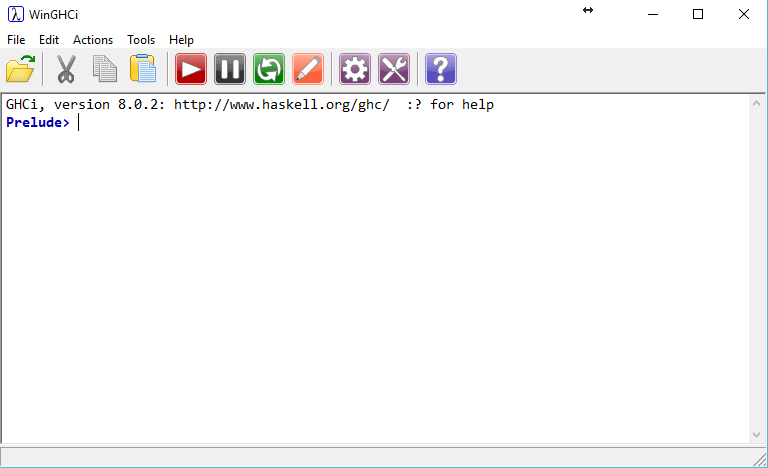 WinGHCi
File Edit Actions Tools Help
GHCi, version 8.0.2: http://www.haskell.org/ghc/  :? for help
Prelude>